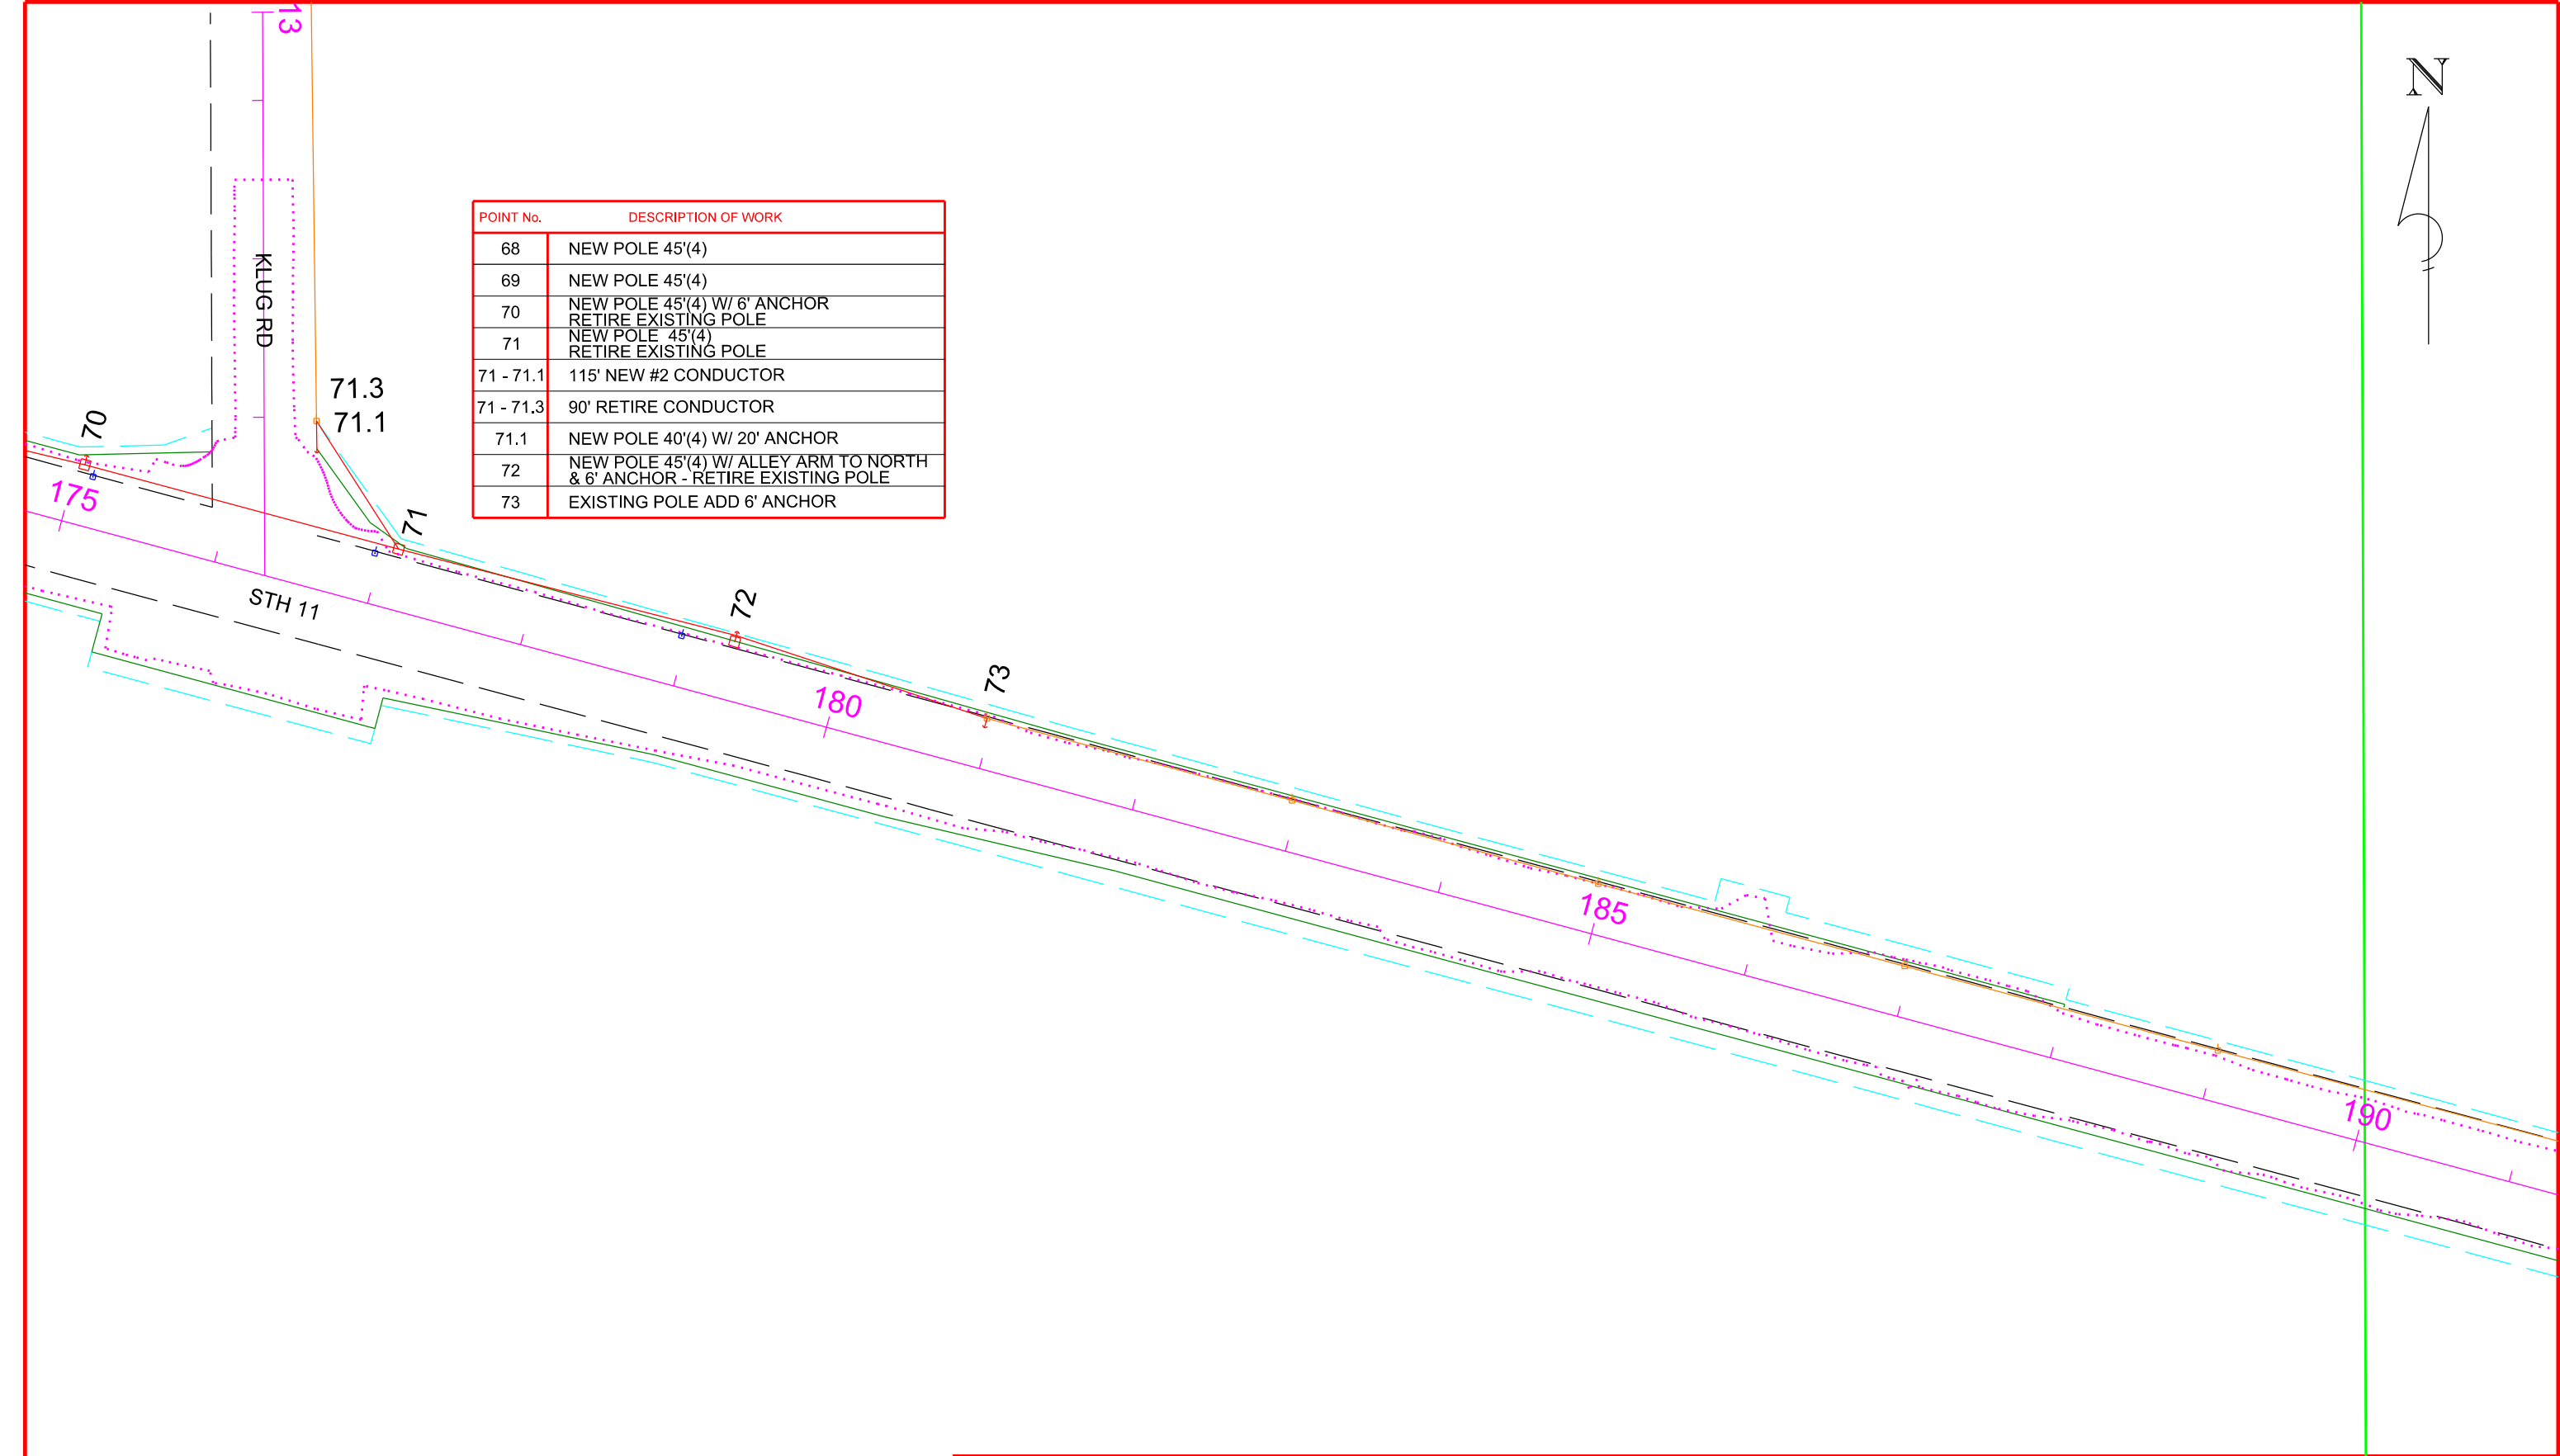 13
N
POINT No. DESCRIPTION OF WORK
68 NEW POLE 45'(4)
69 NEW POLE 45'(4)
70 NEW POLE 45'(4) W/ 6' ANCHOR
RETIRE EXISTING POLE
71 NEW POLE 45'(4)
RETIRE EXISTING POLE
71 - 71.1 115' NEW #2 CONDUCTOR
71 - 71.3 90' RETIRE CONDUCTOR
71.1 NEW POLE 40'(4) W/ 20' ANCHOR
72 NEW POLE 45'(4) W/ ALLEY ARM TO NORTH
& 6' ANCHOR - RETIRE EXISTING POLE
73 EXISTING POLE ADD 6' ANCHOR
KLUG RD
71.3
71.1
70
175
71
STH 11
72
73
180
185
190